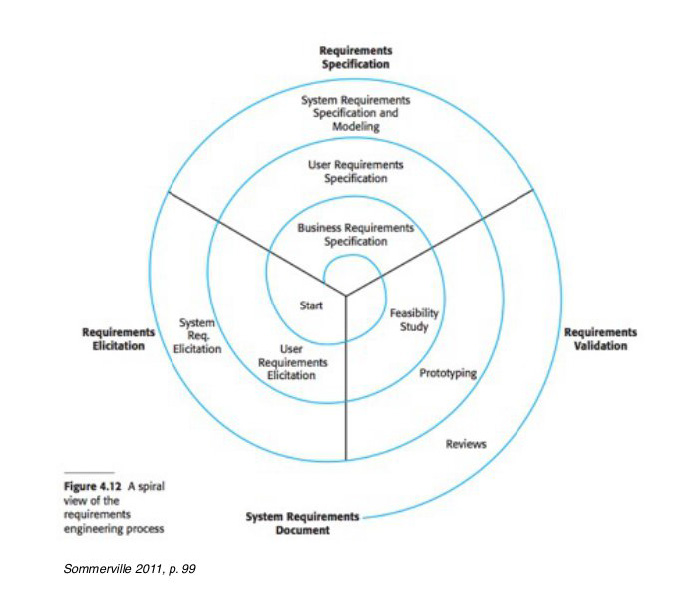 Requirements
Specification
System Requirements
Specification and
Modeling
User Requirements
Specification
Business Requirements
Specification
Start
Feasibility
Study
Requirements
Elicitation
System
Req.
Elicitation
User
Requirements
Elicitation
Prototyping
Requirements
Validation
Reviews
Figure 4.12 A spiral
view of the
requirements
engineering process
System Requirements
Document
Sommerville 2011, p. 99